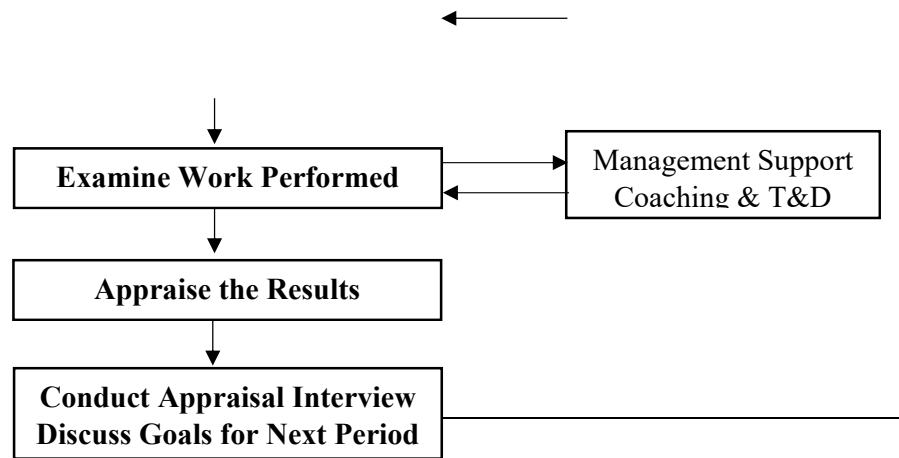 Examine Work Performed
Management Support
Coaching & T&D
Appraise the Results
Conduct Appraisal Interview
Discuss Goals for Next Period